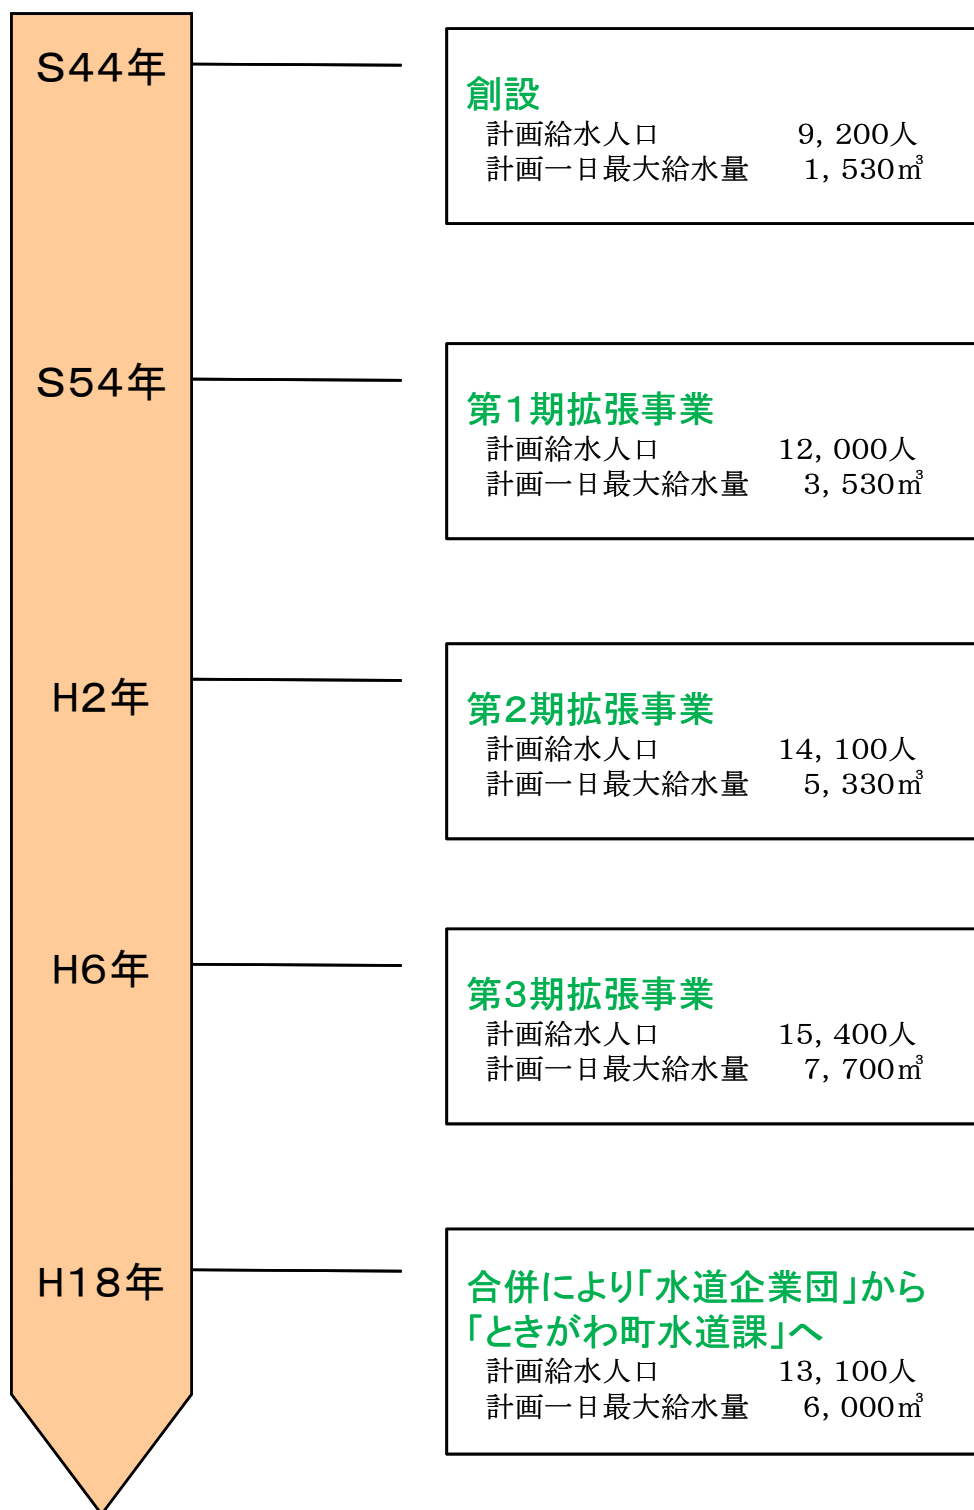 S44年
創設
計画給水人口 9,200人
計画一日最大給水量 1,530㎥
S54年
第1期拡張事業
計画給水人口 12,000人
計画一日最大給水量 3,530㎥
H2年
第2期拡張事業
計画給水人口 14,100人
計画一日最大給水量 5,330㎥
H6年
第3期拡張事業
計画給水人口 15,400人
計画一日最大給水量 7,700㎥
H18年
合併により「水道企業団」から
「ときがわ町水道課」へ
計画給水人口 13,100人
計画一日最大給水量 6,000㎥